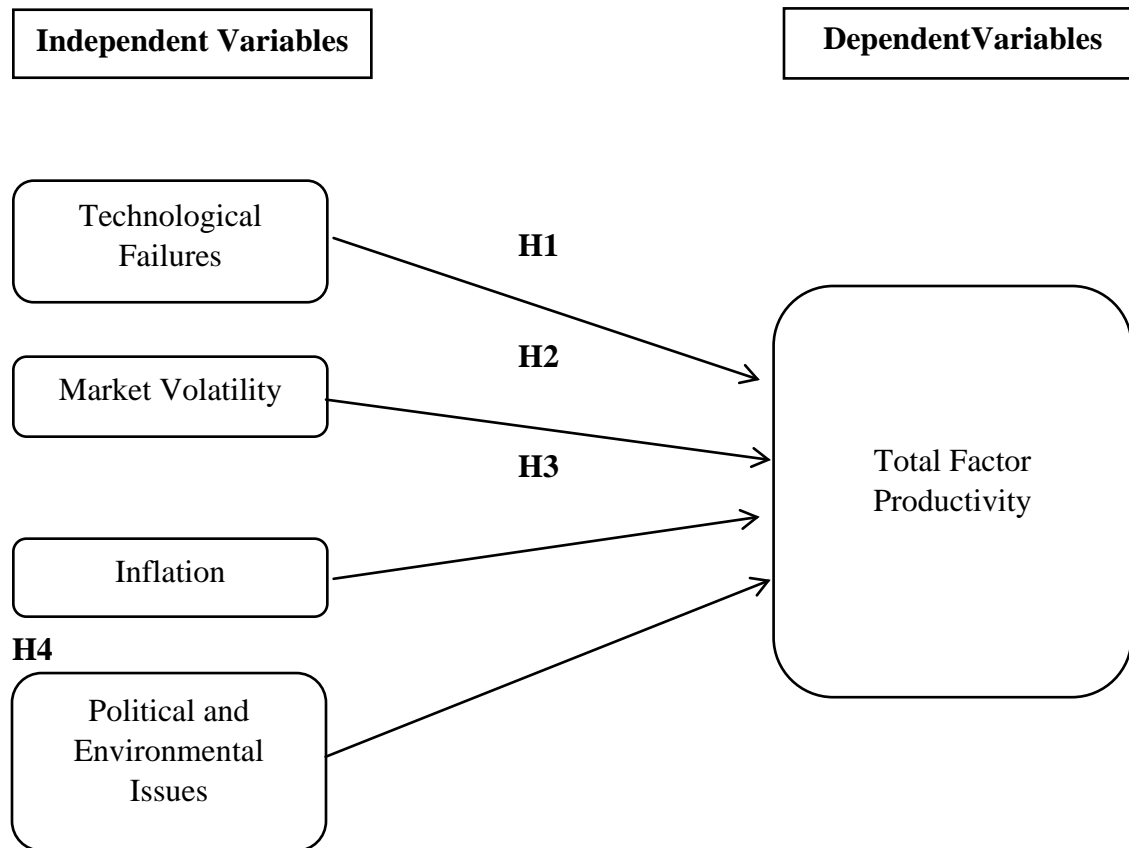 Independent Variables
DependentVariables
Technological
Failures
H1
H2
Market Volatility
H3
Total Factor
Productivity
Inflation
H4
Political and
Environmental
Issues